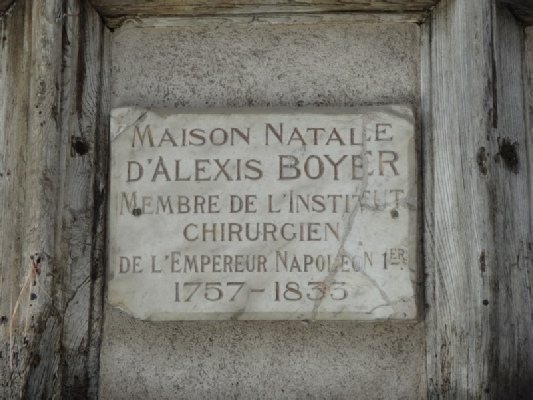 MAISON NATALE
D'ALEXIS BOYER
MEMBRE DE L'INSTITUT
CHIRURGIEN
DE L'EMPEREUR NAPOLÉON 1ER
1757-1833